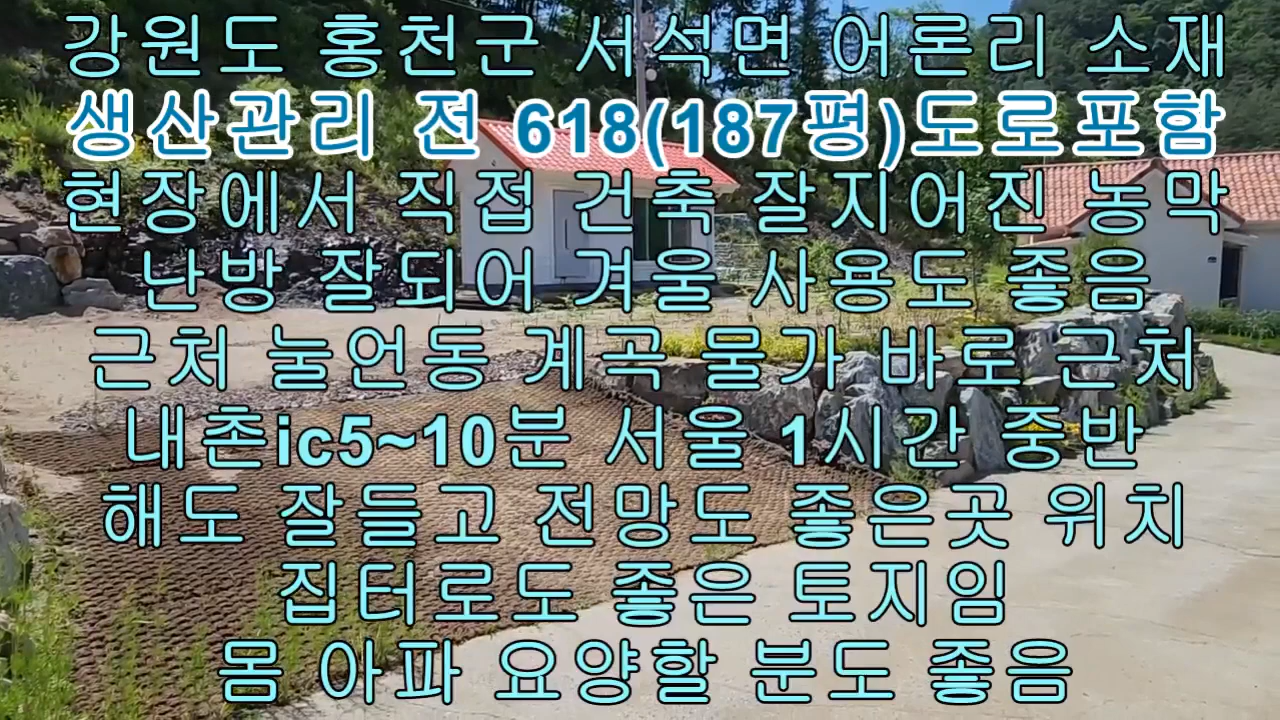 강원도 홍천군 서석면 어론리 소재
생산관리 전 618(187평)도로포함
현장에서 직접 건축 잘지어진 농막
난방 잘되어 겨울 사용도 좋음
근처 눌언동 계곡 물가 바로 근처
내촌ic5~10분 서울 1시간 중반
해도 잘들고 전망도 좋은곳 위치
집터로도 좋은 토지임
몸 아파 요양할 분도 좋음